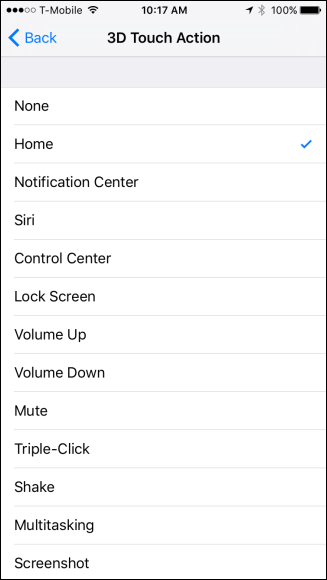 T-Mobile 10:17 AM 100%
Back 3D Touch Action
None
Home
Notification Center
Siri
Control Center
Lock Screen
Volume Up
Volume Down
Mute
Triple-Click
Shake
Multitasking
Screenshot